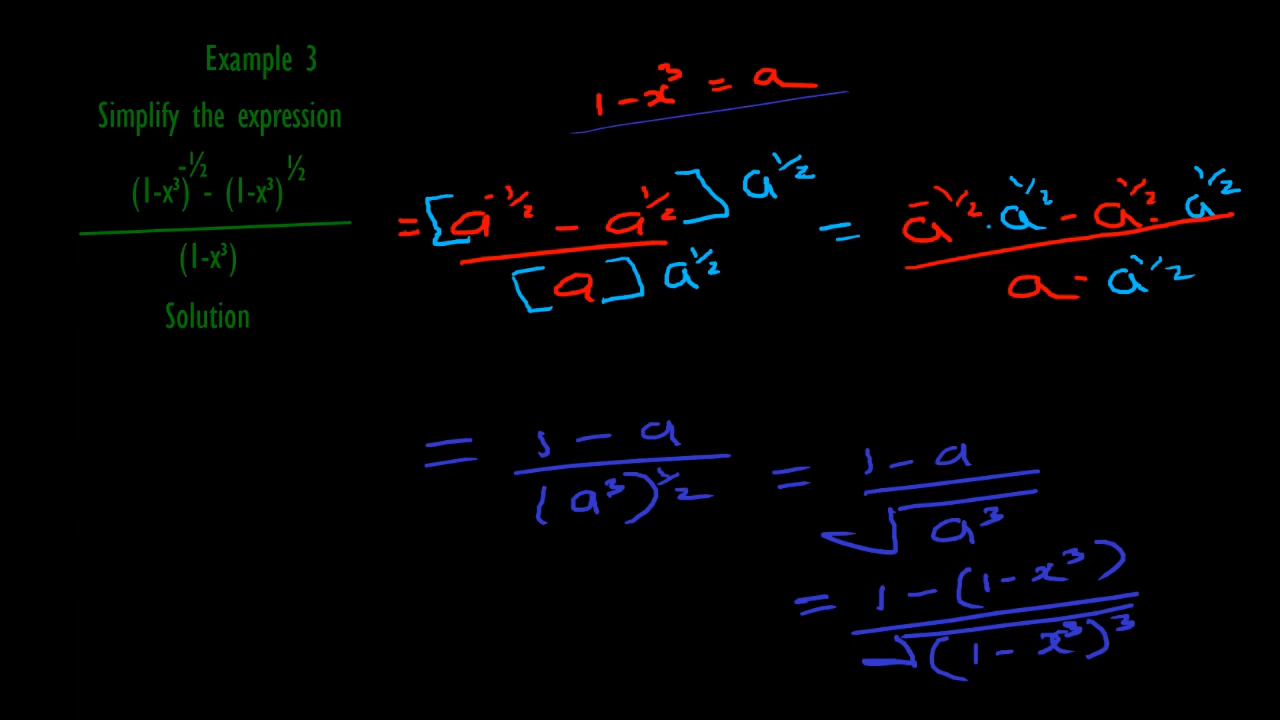 Example 3
Simplify the expression
(1-x³)^-½ - (1-x³)^½
(1-x³)
Solution
1 - x³ = a
= [a^-1/2 - a^1/2] a^1/2
[a] a^1/2
= a^-1/2 . a^1/2 - a^1/2 . a^1/2
a - a^1/2
= 1 - a
(a³)^1/2
= 1 - a
√a³
= 1 - (1 - x³)
√(1 - x³)³